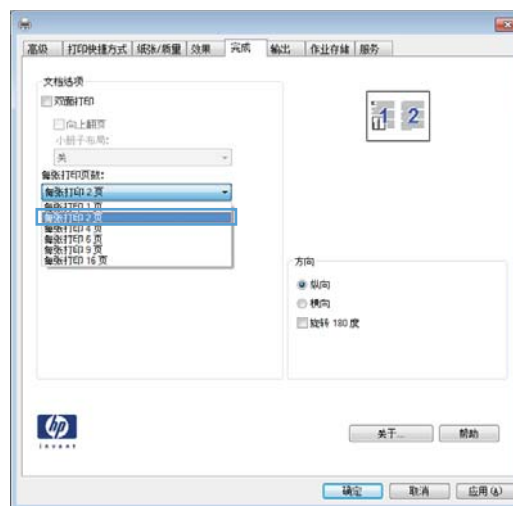 高级 打印快捷方式 纸张/质量 效果 完成 输出 作业存储 服务
文档选项
双面打印
向上翻页
小册子布局:
关
每张打印页数:
每张打印 2 页
每张打印 1 页
每张打印 2 页
每张打印 4 页
每张打印 6 页
每张打印 9 页
每张打印 16 页
1 2
方向
纵向
横向
旋转 180 度
hp
invent
关于... 帮助
确定 取消 应用(A)